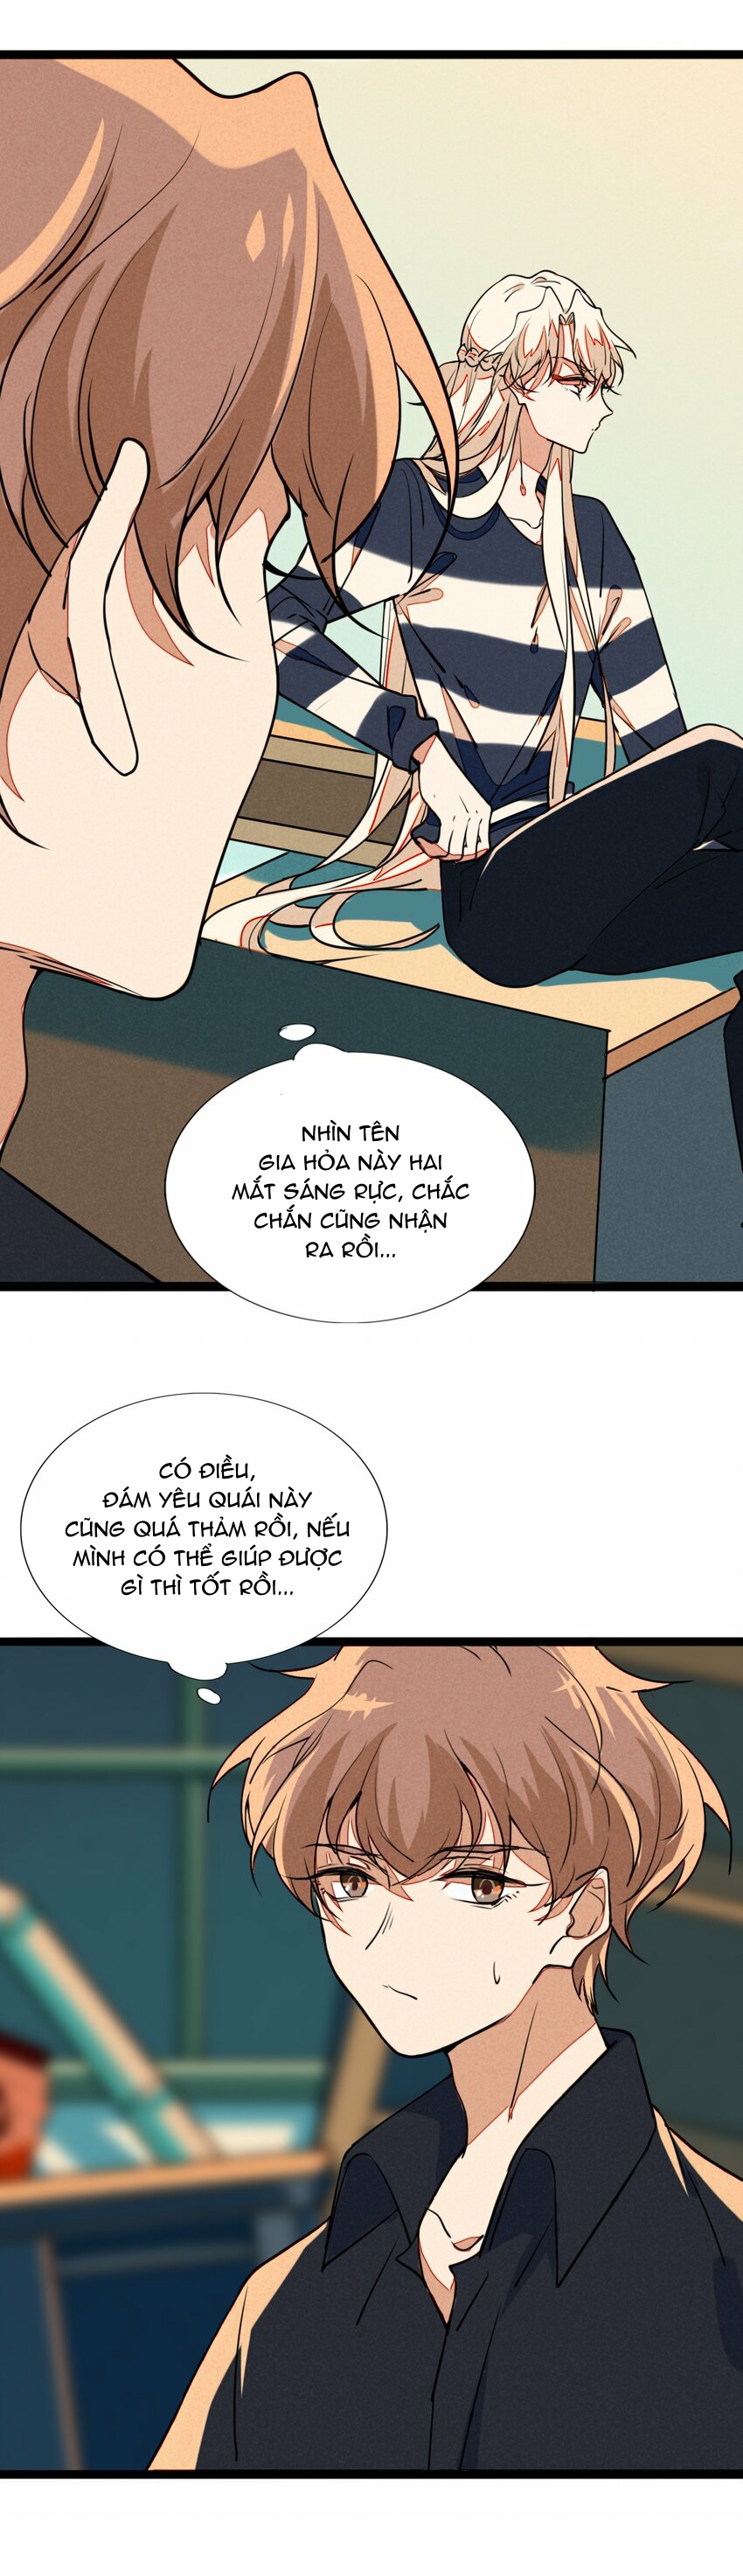 NHÌN TÊN
GIA HỎA NÀY HAI
MẮT SÁNG RỰC, CHẮC
CHẮN CŨNG NHẬN
RA RỒI...
CÓ ĐIỀU,
ĐÁM YÊU QUÁI NÀY
CŨNG QUÁ THẢM RỒI, NẾU
MÌNH CÓ THỂ GIÚP ĐƯỢC
GÌ THÌ TỐT RỒI...